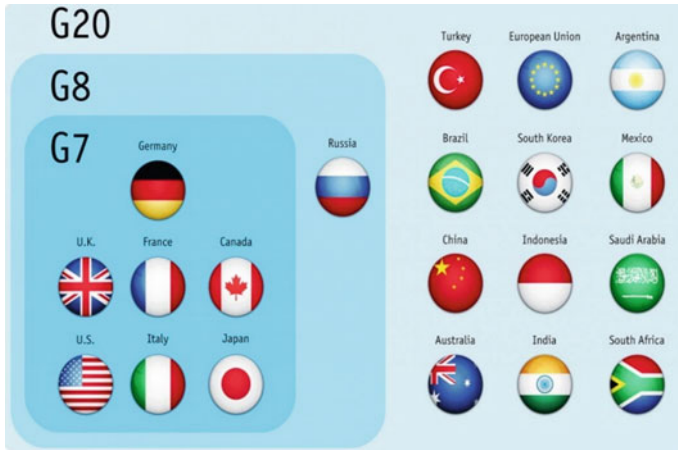 G20
G8
G7
Germany
Russia
U.K.
France
Canada
U.S.
Italy
Japan
Turkey
European Union
Argentina
Brazil
South Korea
Mexico
China
Indonesia
Saudi Arabia
Australia
India
South Africa